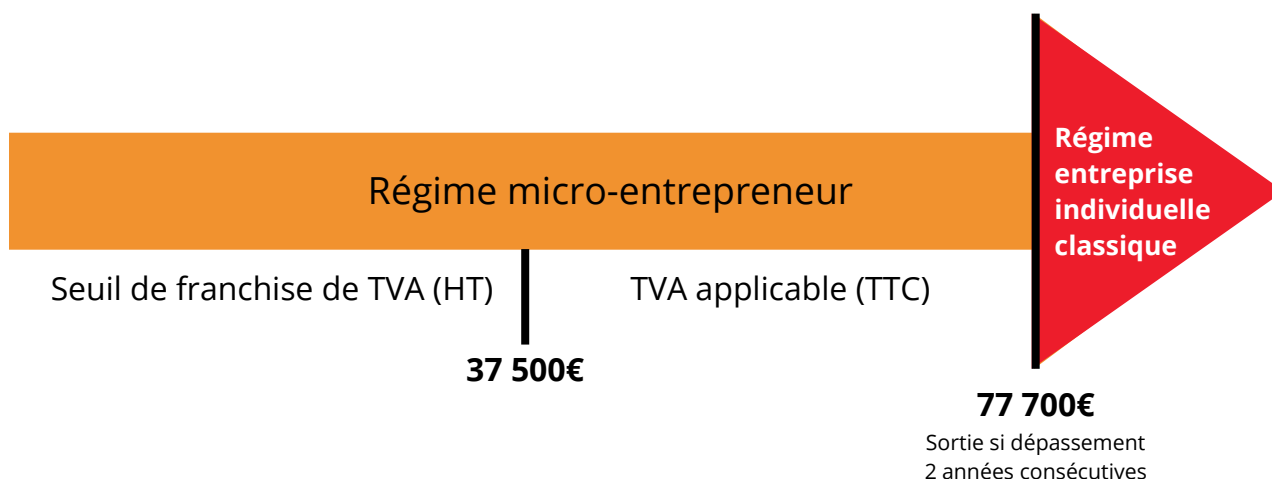 Régime micro-entrepreneur
Régime
entreprise
individuelle
classique
Seuil de franchise de TVA (HT)
TVA applicable (TTC)
37 500€
77 700€
Sortie si dépassement
2 années consécutives